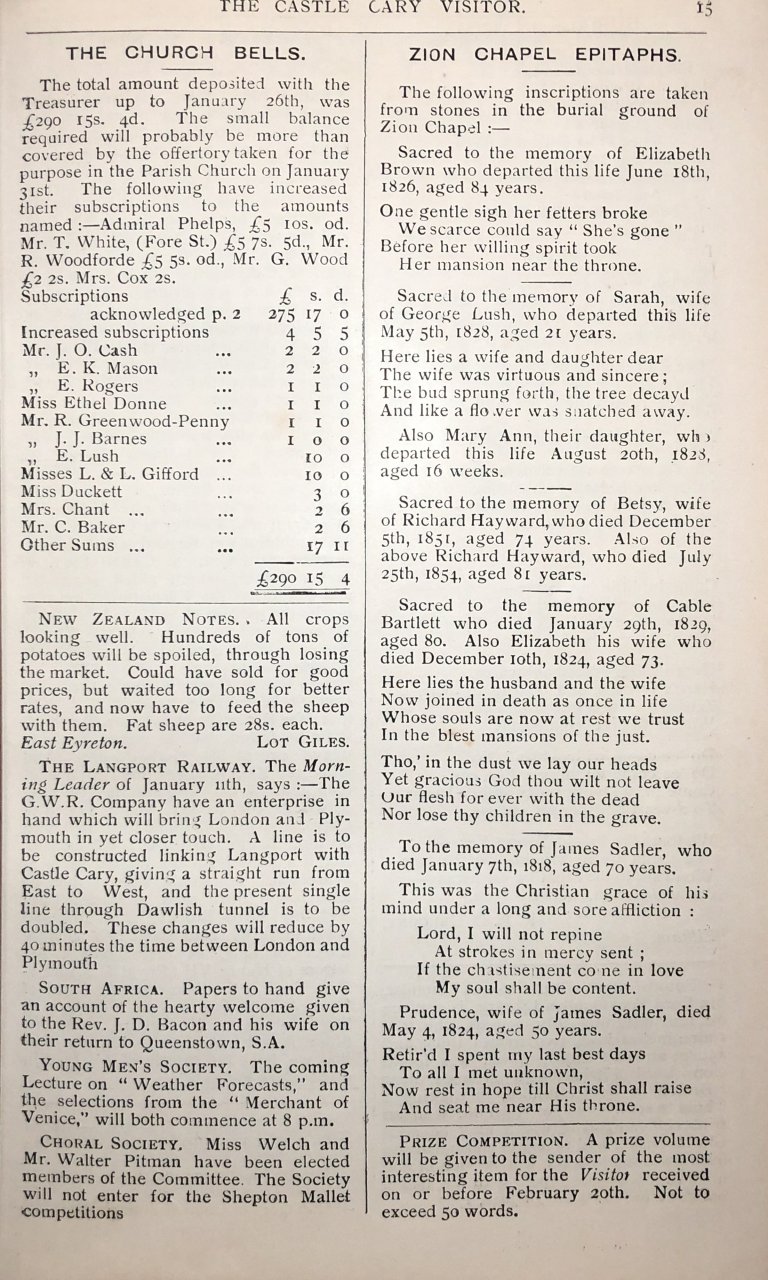 THE CASTLE CARY VISITOR. 15
THE CHURCH BELLS.
The total amount deposited with the
Treasurer up to January 26th, was
£290 15s. 4d. The small balance
required will probably be more than
covered by the offertory taken for the
purpose in the Parish Church on January
31st. The following have increased
their subscriptions to the amounts
named :—Admiral Phelps, £5 10s. 0d.
Mr. T. White, (Fore St.) £5 7s. 5d., Mr.
R. Woodforde £5 5s. 0d., Mr. G. Wood
£2 2s. Mrs. Cox 2s.
Subscriptions £ s. d.
acknowledged p. 2 275 17 0
Increased subscriptions 4 5 5
Mr. J. O. Cash ... 2 2 0
„ E. K. Mason ... 2 2 0
„ E. Rogers ... 1 1 0
Miss Ethel Donne ... 1 1 0
Mr. R. Greenwood-Penny 1 1 0
„ J. J. Barnes ... 1 0 0
„ E. Lush ... 10 0
Misses L. & L. Gifford ... 10 0
Miss Duckett ... 3 0
Mrs. Chant ... ... 2 6
Mr. C. Baker ... 2 6
Other Sums ... ... 17 11
£290 15 4
NEW ZEALAND NOTES. . All crops
looking well. Hundreds of tons of
potatoes will be spoiled, through losing
the market. Could have sold for good
prices, but waited too long for better
rates, and now have to feed the sheep
with them. Fat sheep are 28s. each.
East Eyreton. LOT GILES.
THE LANGPORT RAILWAY. The Morn-
ing Leader of January 11th, says :—The
G.W.R. Company have an enterprise in
hand which will bring London and Ply-
mouth in yet closer touch. A line is to
be constructed linking Langport with
Castle Cary, giving a straight run from
East to West, and the present single
line through Dawlish tunnel is to be
doubled. These changes will reduce by
40 minutes the time between London and
Plymouth
SOUTH AFRICA. Papers to hand give
an account of the hearty welcome given
to the Rev. J. D. Bacon and his wife on
their return to Queenstown, S.A.
YOUNG MEN'S SOCIETY. The coming
Lecture on “ Weather Forecasts,” and
the selections from the “ Merchant of
Venice,” will both commence at 8 p.m.
CHORAL SOCIETY. Miss Welch and
Mr. Walter Pitman have been elected
members of the Committee. The Society
will not enter for the Shepton Mallet
competitions
ZION CHAPEL EPITAPHS.
The following inscriptions are taken
from stones in the burial ground of
Zion Chapel :—
Sacred to the memory of Elizabeth
Brown who departed this life June 18th,
1826, aged 84 years.
One gentle sigh her fetters broke
We scarce could say “ She's gone ”
Before her willing spirit took
Her mansion near the throne.
Sacred to the memory of Sarah, wife
of George Lush, who departed this life
May 5th, 1828, aged 21 years.
Here lies a wife and daughter dear
The wife was virtuous and sincere ;
The bud sprung forth, the tree decayd
And like a flower was snatched away.
Also Mary Ann, their daughter, who
departed this life August 20th, 1828,
aged 16 weeks.
Sacred to the memory of Betsy, wife
of Richard Hayward, who died December
5th, 1851, aged 74 years. Also of the
above Richard Hayward, who died July
25th, 1854, aged 81 years.
Sacred to the memory of Cable
Bartlett who died January 29th, 1829,
aged 80. Also Elizabeth his wife who
died December 10th, 1824, aged 73.
Here lies the husband and the wife
Now joined in death as once in life
Whose souls are now at rest we trust
In the blest mansions of the just.
Tho,' in the dust we lay our heads
Yet gracious God thou wilt not leave
Our flesh for ever with the dead
Nor lose thy children in the grave.
To the memory of James Sadler, who
died January 7th, 1818, aged 70 years.
This was the Christian grace of his
mind under a long and sore affliction :
Lord, I will not repine
At strokes in mercy sent ;
If the chastisement come in love
My soul shall be content.
Prudence, wife of James Sadler, died
May 4, 1824, aged 50 years.
Retir'd I spent my last best days
To all I met unknown,
Now rest in hope till Christ shall raise
And seat me near His throne.
PRIZE COMPETITION. A prize volume
will be given to the sender of the most
interesting item for the Visitor received
on or before February 20th. Not to
exceed 50 words.